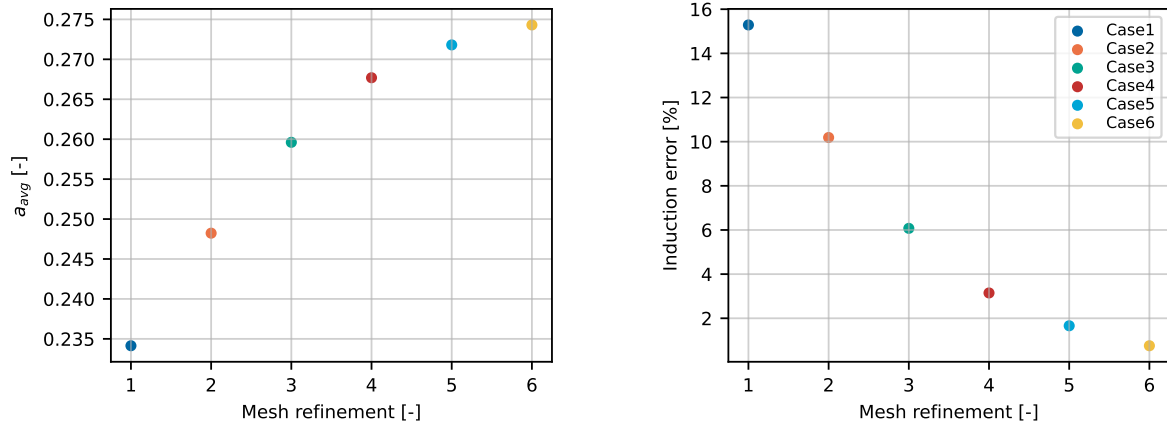 0.275
0.270
0.265
0.260
0.255
0.250
0.245
0.240
0.235
a_avg [-]
1 2 3 4 5 6
Mesh refinement [-]
16
14
12
10
8
6
4
2
Induction error [%]
Case1
Case2
Case3
Case4
Case5
Case6
1 2 3 4 5 6
Mesh refinement [-]